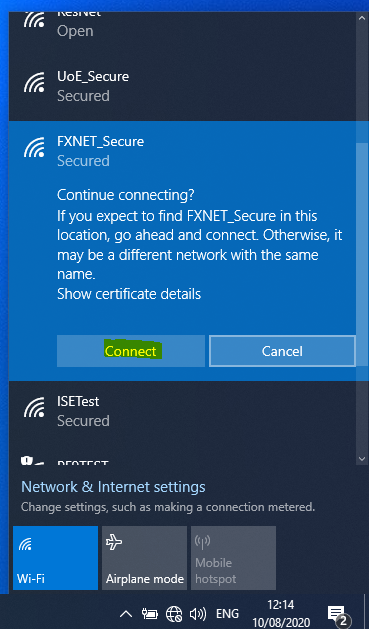 ResNet
Open
UoE_Secure
Secured
FXNET_Secure
Secured
Continue connecting?
If you expect to find FXNET_Secure in this
location, go ahead and connect. Otherwise, it
may be a different network with the same
name.
Show certificate details
Connect
Cancel
ISETest
Secured
Network & Internet settings
Change settings, such as making a connection metered.
Wi-Fi
Airplane mode
Mobile
hotspot
ENG
12:14
10/08/2020
2